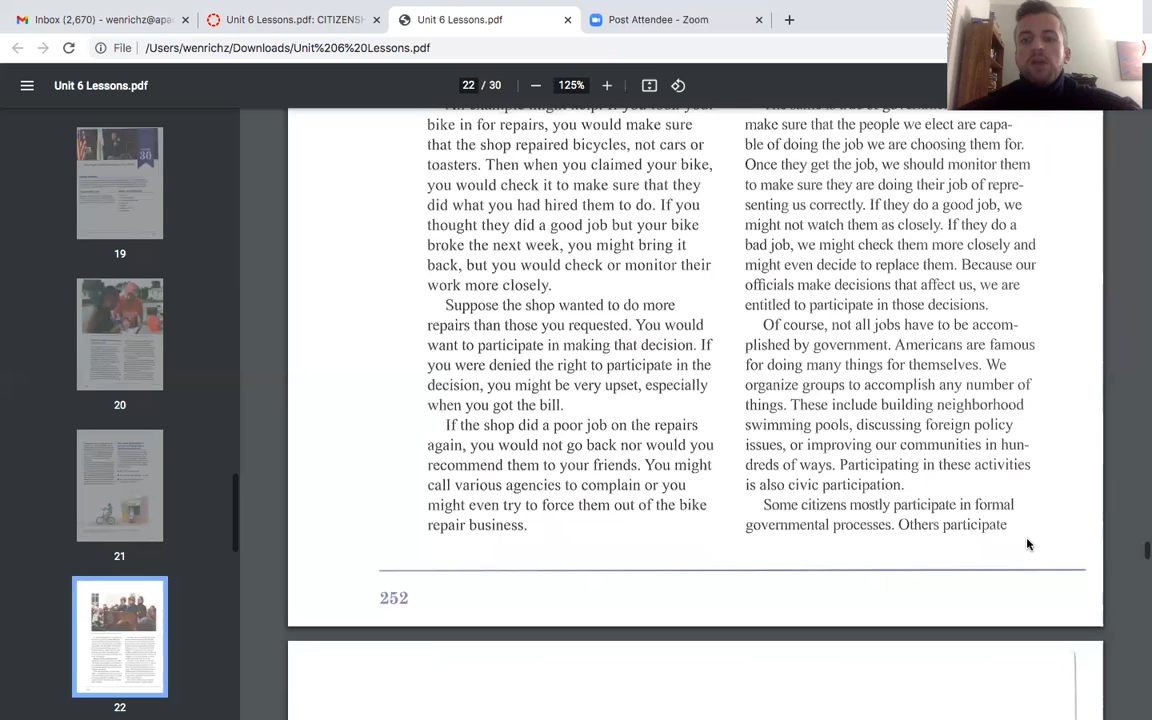 Inbox (2,670) - wenrichz@apa
Unit 6 Lessons.pdf: CITIZENSH
Unit 6 Lessons.pdf
Post Attendee - Zoom
File
/Users/wenrichz/Downloads/Unit%206%20Lessons.pdf
Unit 6 Lessons.pdf
22 / 30
125%
30
19
20
21
22
An example might help. If you took your
bike in for repairs, you would make sure
that the shop repaired bicycles, not cars or
toasters. Then when you claimed your bike,
you would check it to make sure that they
did what you had hired them to do. If you
thought they did a good job but your bike
broke the next week, you might bring it
back, but you would check or monitor their
work more closely.
Suppose the shop wanted to do more
repairs than those you requested. You would
want to participate in making that decision. If
you were denied the right to participate in the
decision, you might be very upset, especially
when you got the bill.
If the shop did a poor job on the repairs
again, you would not go back nor would you
recommend them to your friends. You might
call various agencies to complain or you
might even try to force them out of the bike
repair business.
The same is true of
make sure that the people we elect are capa-
ble of doing the job we are choosing them for.
Once they get the job, we should monitor them
to make sure they are doing their job of repre-
senting us correctly. If they do a good job, we
might not watch them as closely. If they do a
bad job, we might check them more closely and
might even decide to replace them. Because our
officials make decisions that affect us, we are
entitled to participate in those decisions.
Of course, not all jobs have to be accom-
plished by government. Americans are famous
for doing many things for themselves. We
organize groups to accomplish any number of
things. These include building neighborhood
swimming pools, discussing foreign policy
issues, or improving our communities in hun-
dreds of ways. Participating in these activities
is also civic participation.
Some citizens mostly participate in formal
governmental processes. Others participate
252